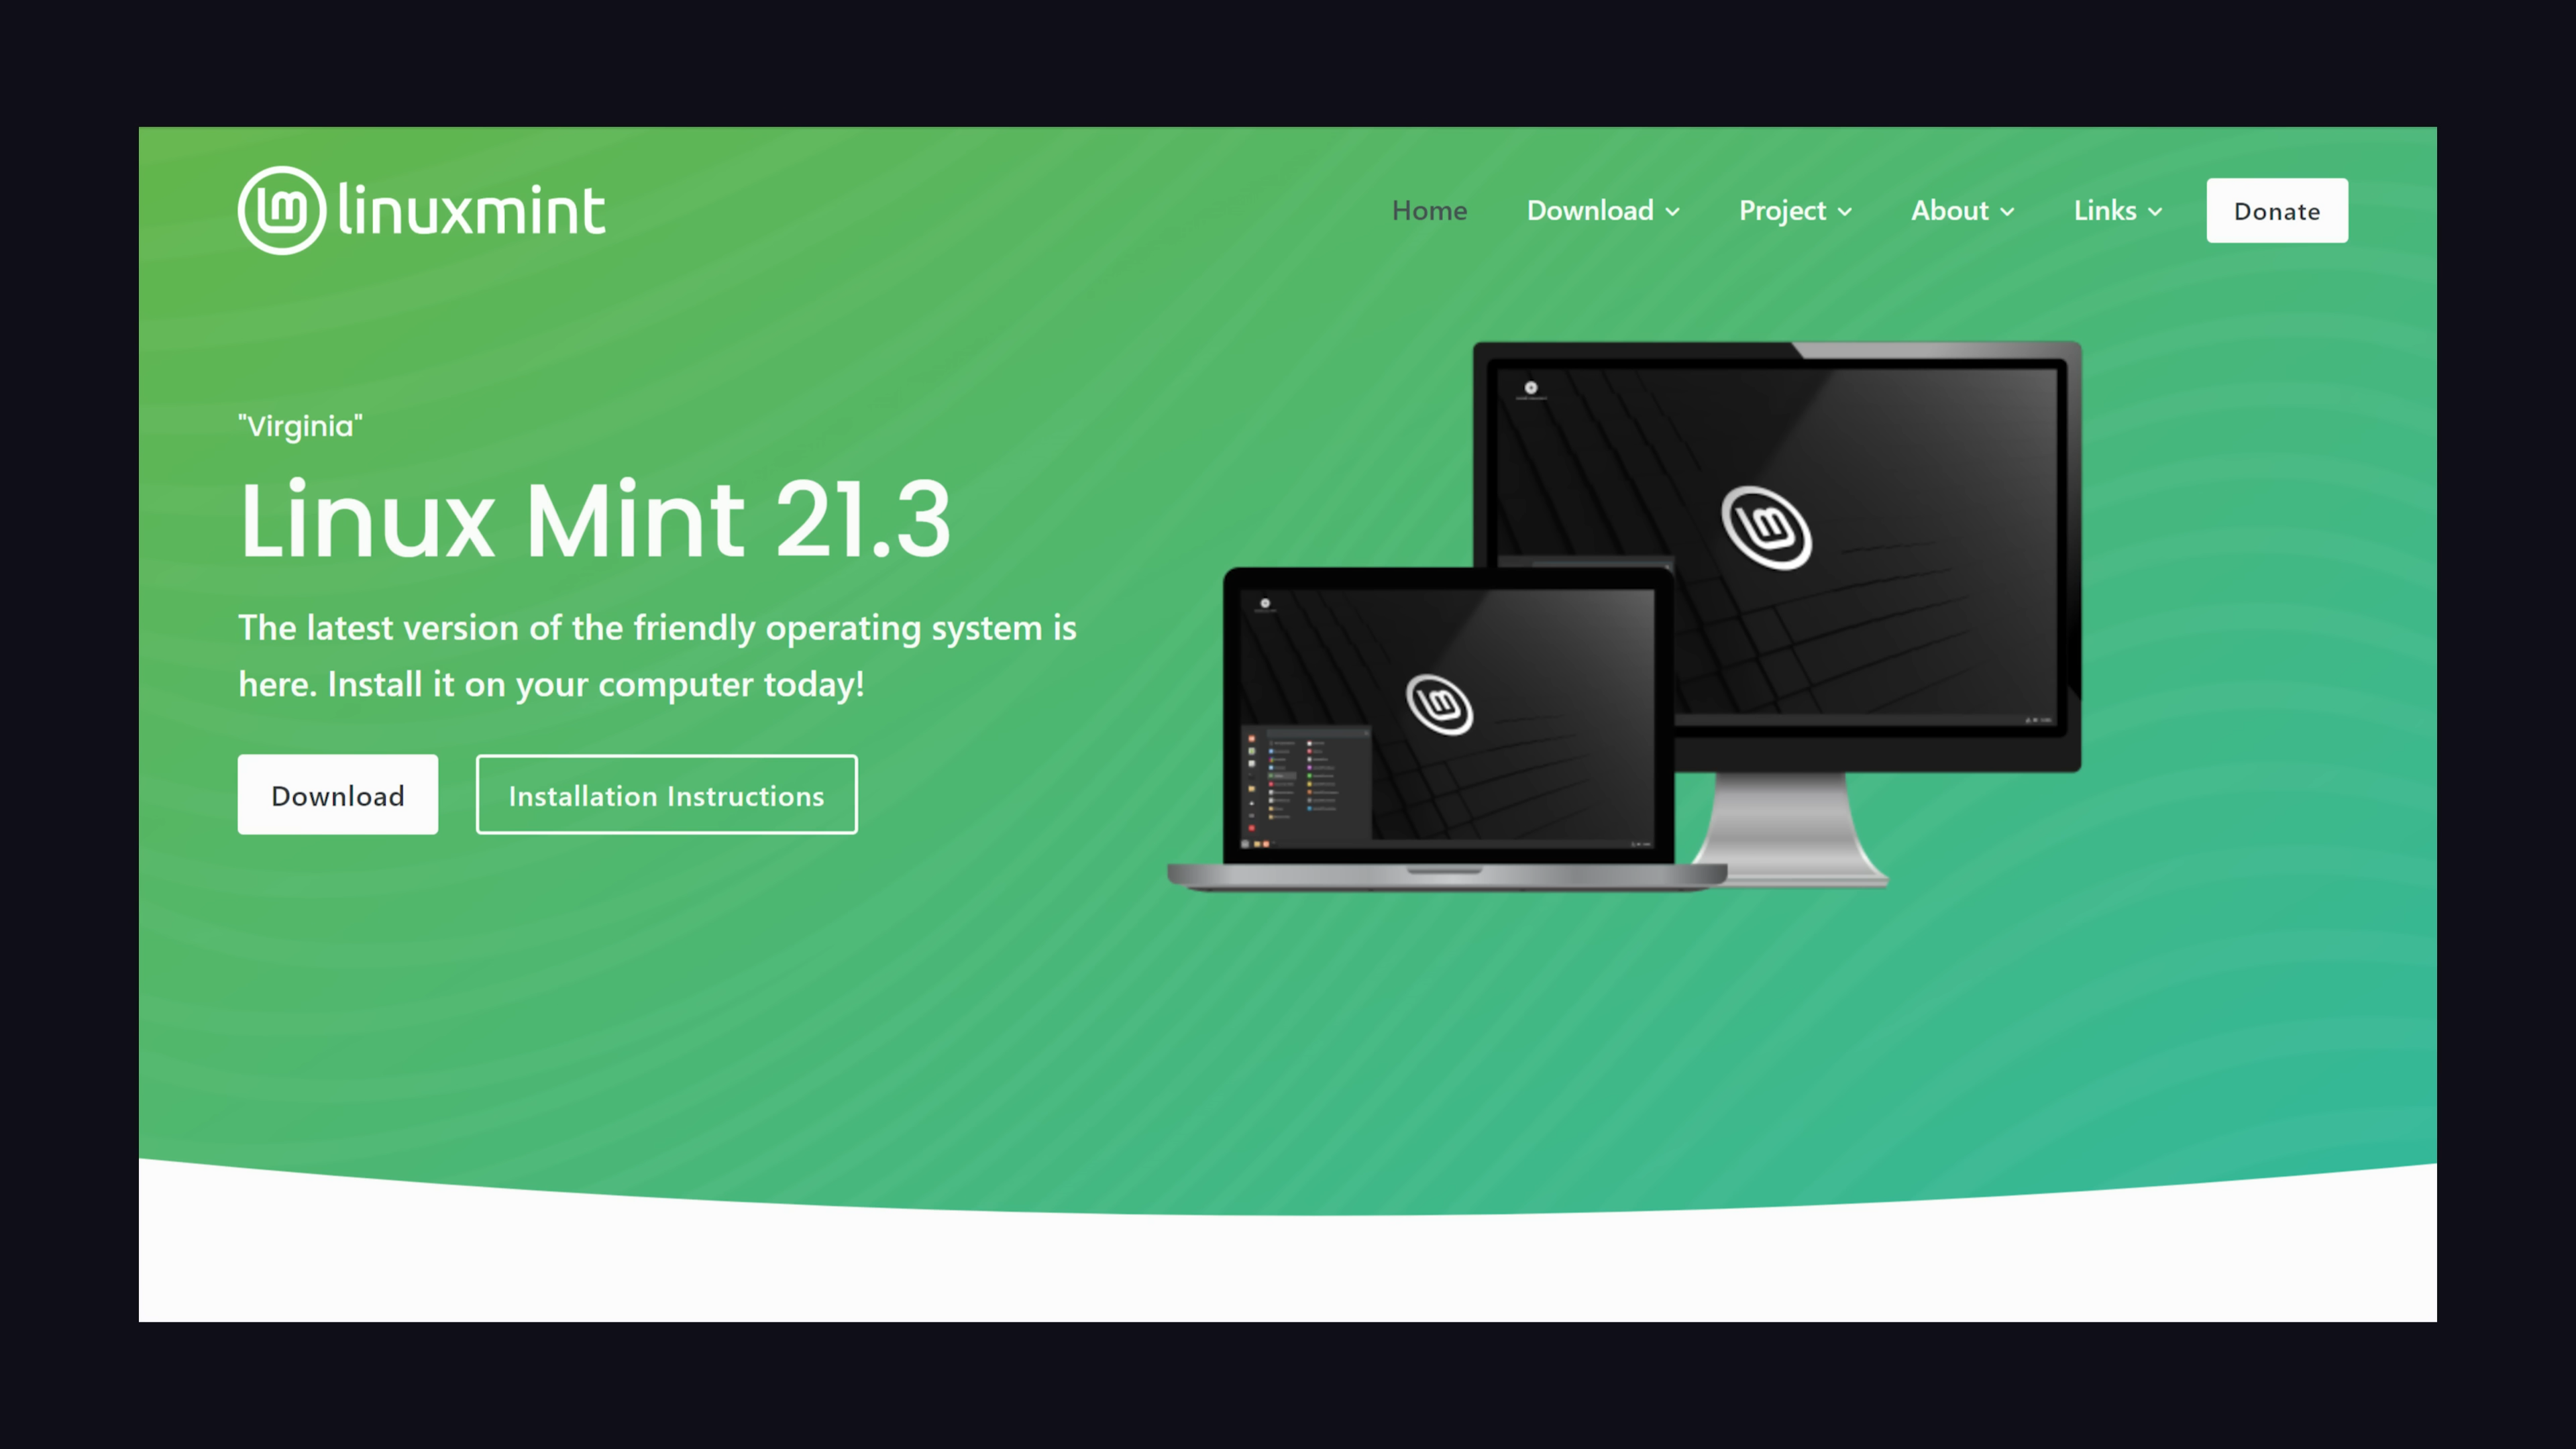 linuxmint
Home Download Project About Links Donate
"Virginia"
Linux Mint 21.3
The latest version of the friendly operating system is
here. Install it on your computer today!
Download Installation Instructions